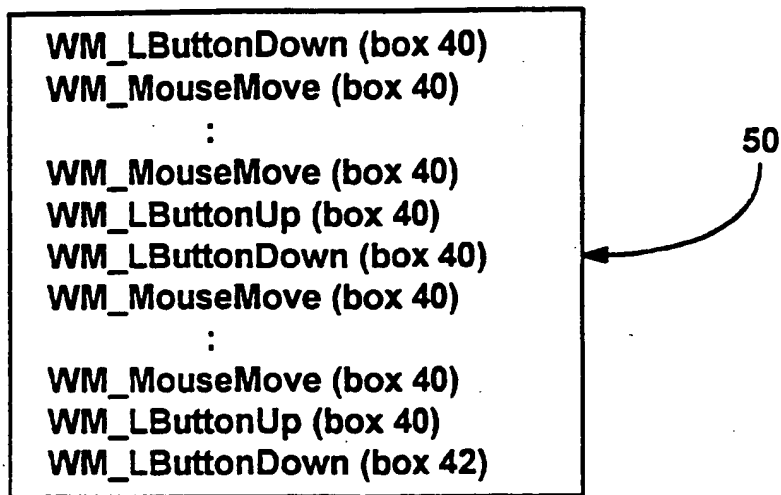 WM_LButtonDown (box 40)
WM_MouseMove (box 40)
:
WM_MouseMove (box 40)
WM_LButtonUp (box 40)
WM_LButtonDown (box 40)
WM_MouseMove (box 40)
:
WM_MouseMove (box 40)
WM_LButtonUp (box 40)
WM_LButtonDown (box 42)
50